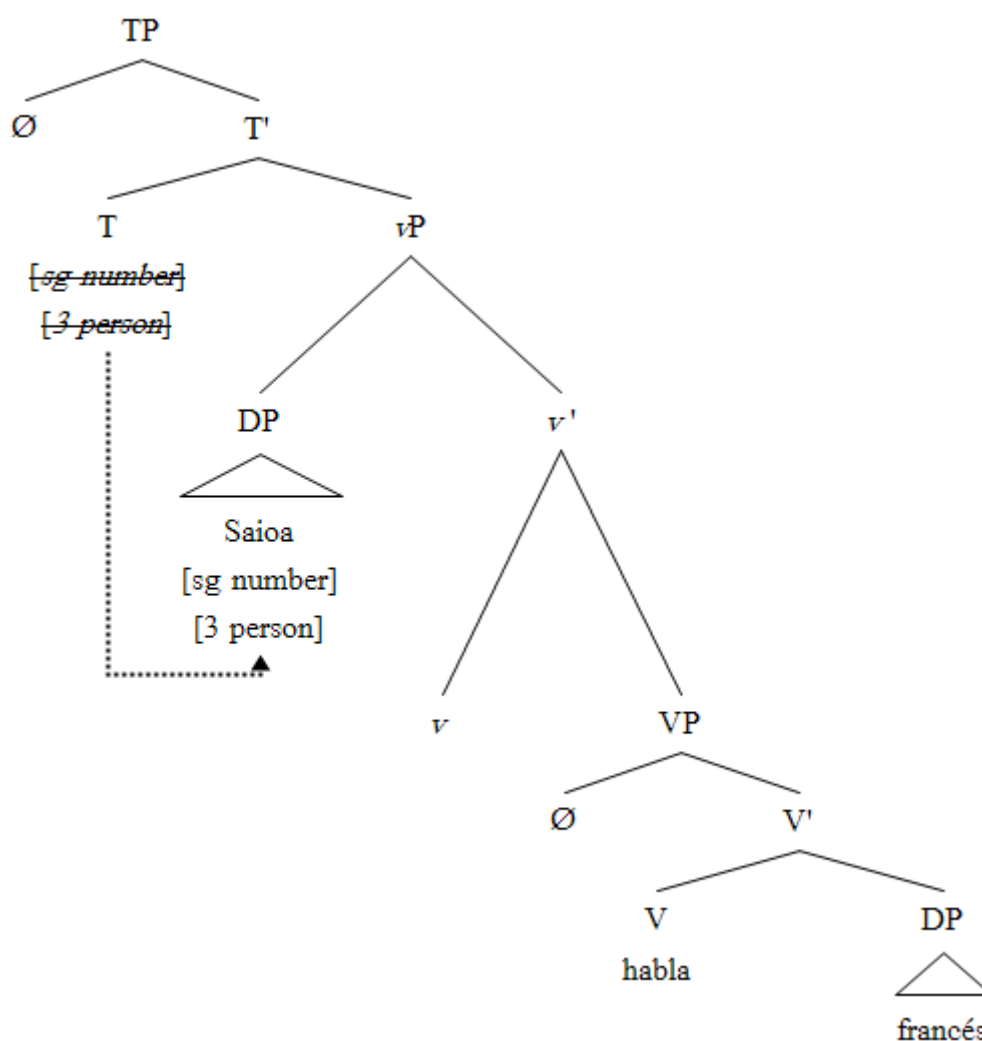 TP
Ø T'
T vP
[sg number]
[3 person]
DP v'
Saioa
[sg number]
[3 person]
v VP
Ø V'
V DP
habla
francés